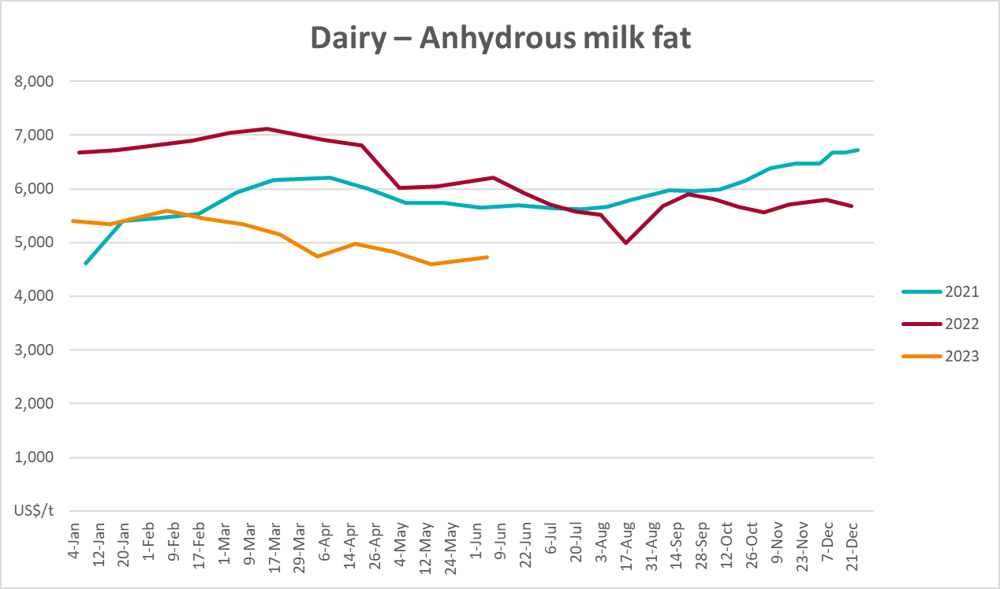 Dairy – Anhydrous milk fat
8,000
7,000
6,000
5,000
4,000
3,000
2,000
1,000
US$/t
4-Jan
12-Jan
20-Jan
1-Feb
9-Feb
17-Feb
1-Mar
9-Mar
17-Mar
29-Mar
6-Apr
14-Apr
26-Apr
4-May
12-May
24-May
1-Jun
9-Jun
22-Jun
6-Jul
20-Jul
3-Aug
17-Aug
31-Aug
14-Sep
28-Sep
12-Oct
26-Oct
9-Nov
23-Nov
7-Dec
21-Dec
2021
2022
2023